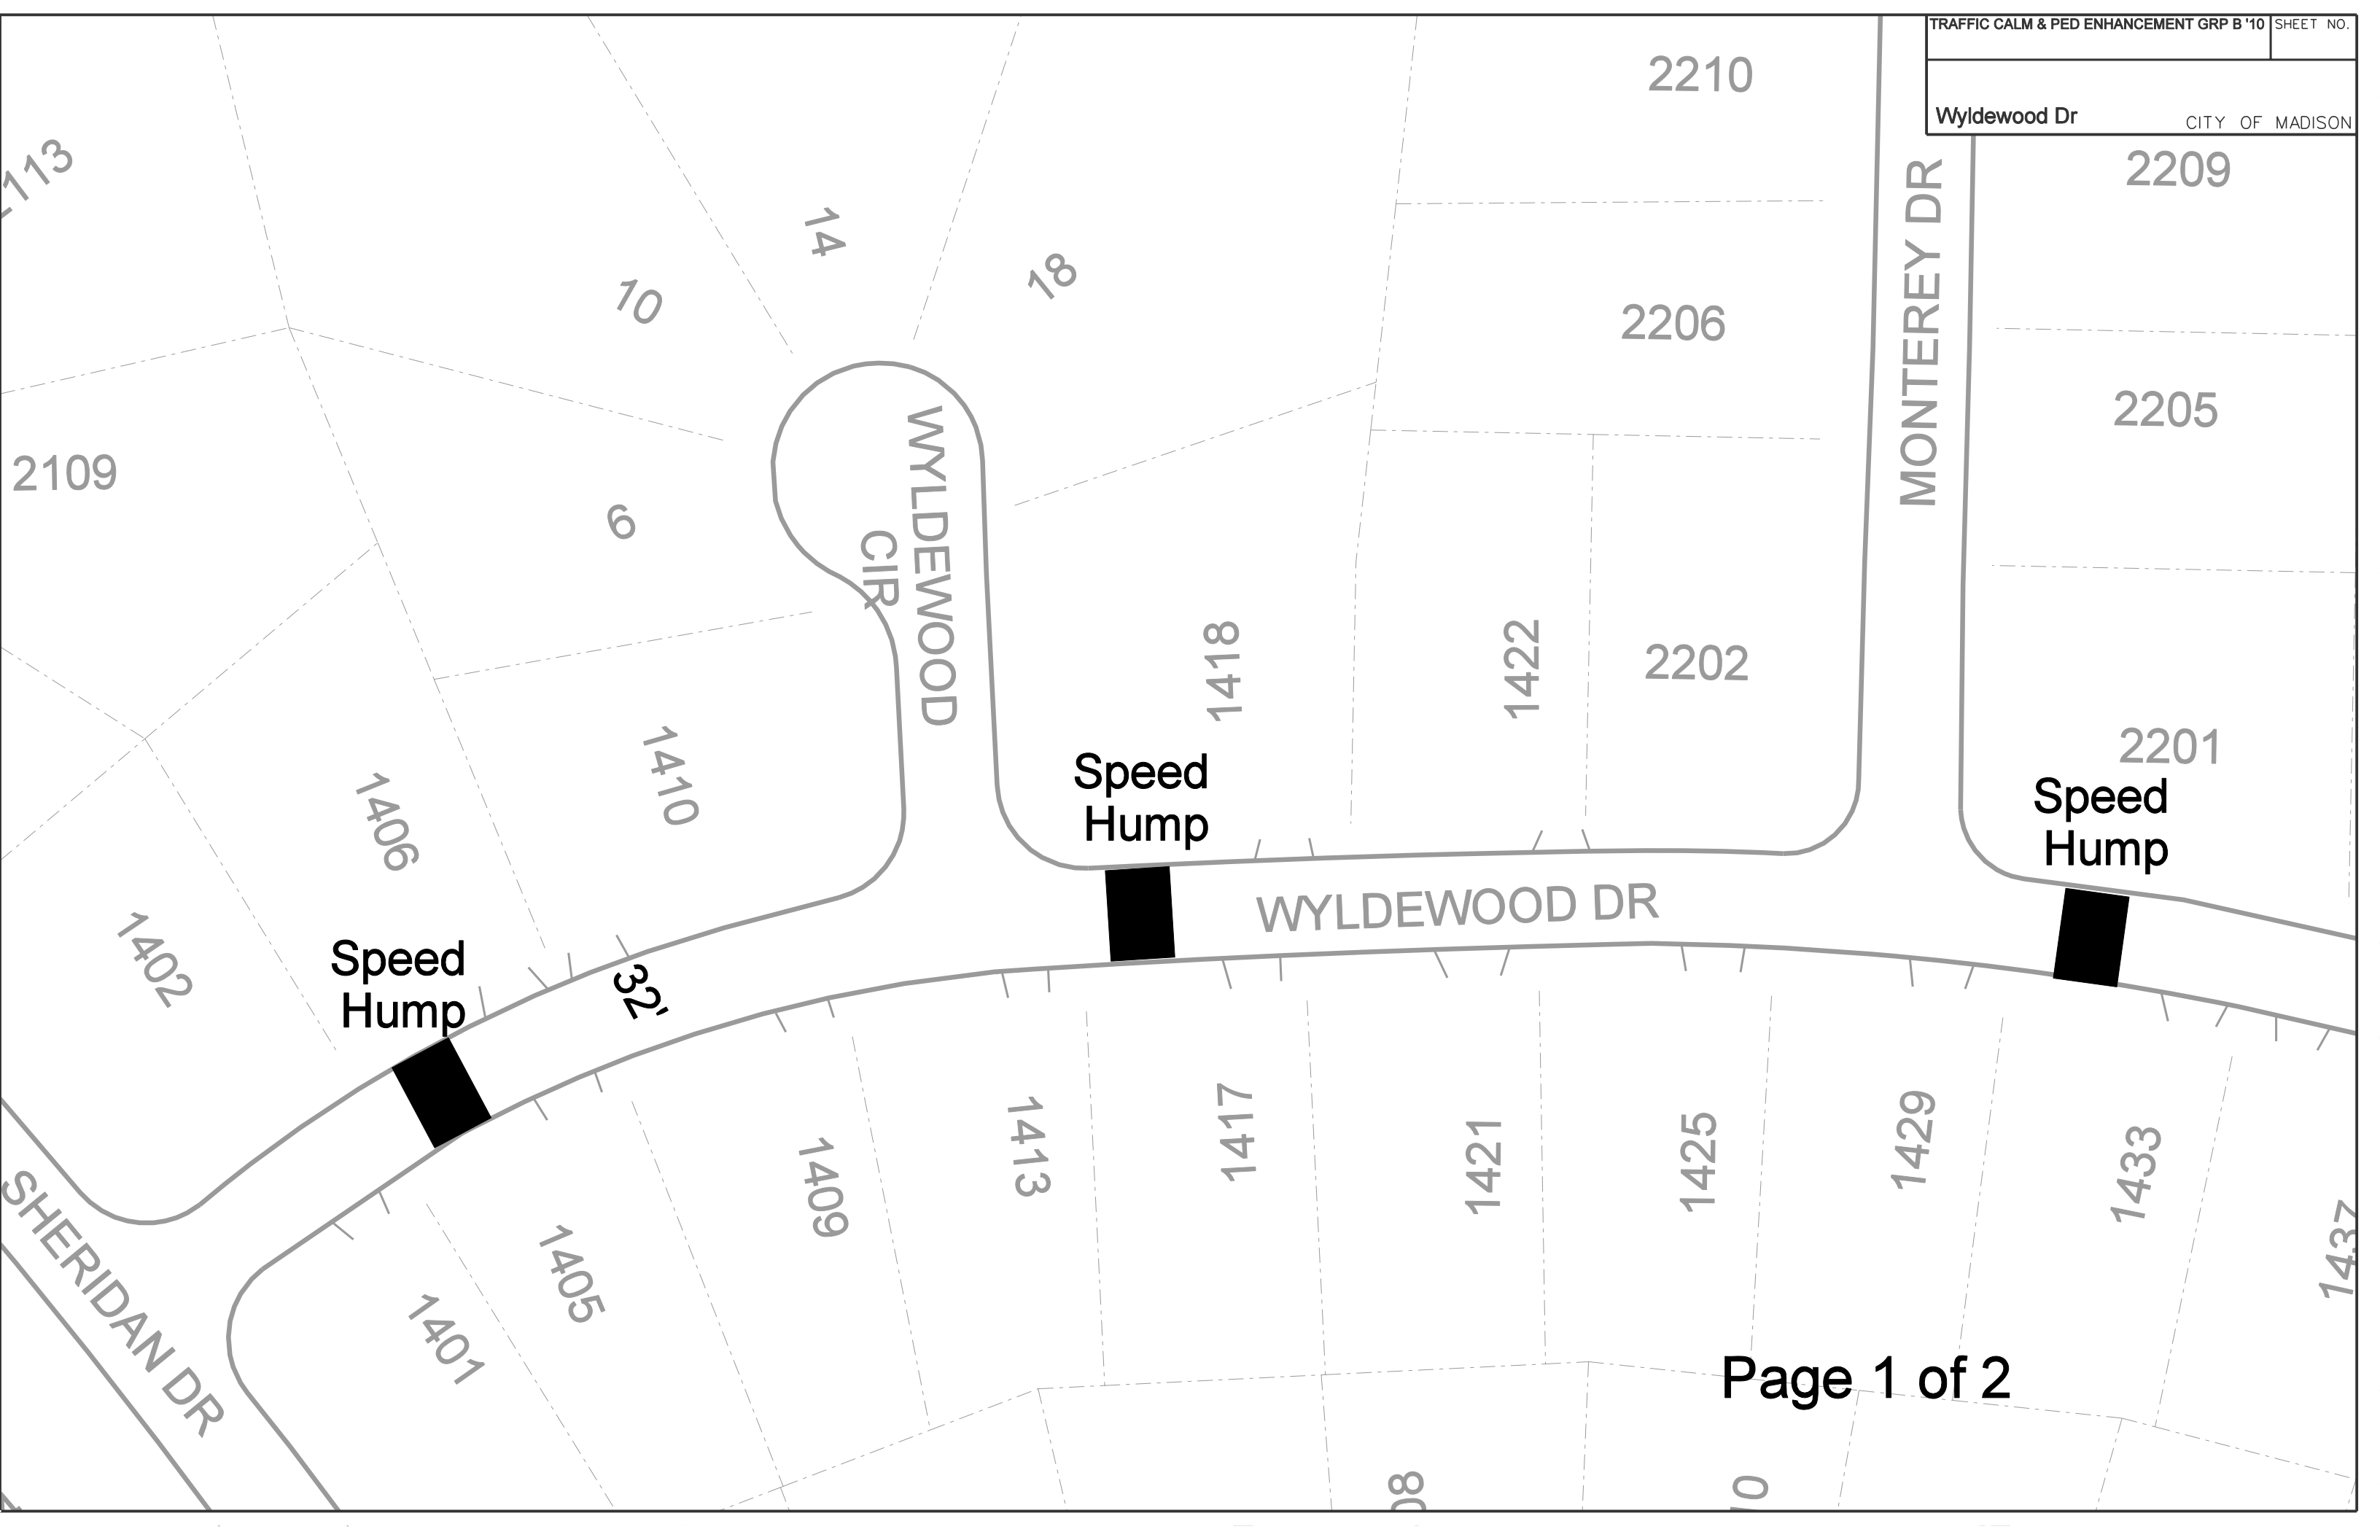 TRAFFIC CALM & PED ENHANCEMENT GRP B '10
SHEET NO.
Wyldewood Dr
CITY OF MADISON
2210
2209
113
14
10
18
MONTEREY DR
2206
2205
2109
6
WYLDEWOOD
CIR
1418
1422
2202
2201
1410
1406
1402
Speed
Hump
Speed
Hump
Speed
Hump
WYLDEWOOD DR
32'
1401
1405
1409
1413
1417
1421
1425
1429
1433
1437
SHERIDAN DR
Page 1 of 2